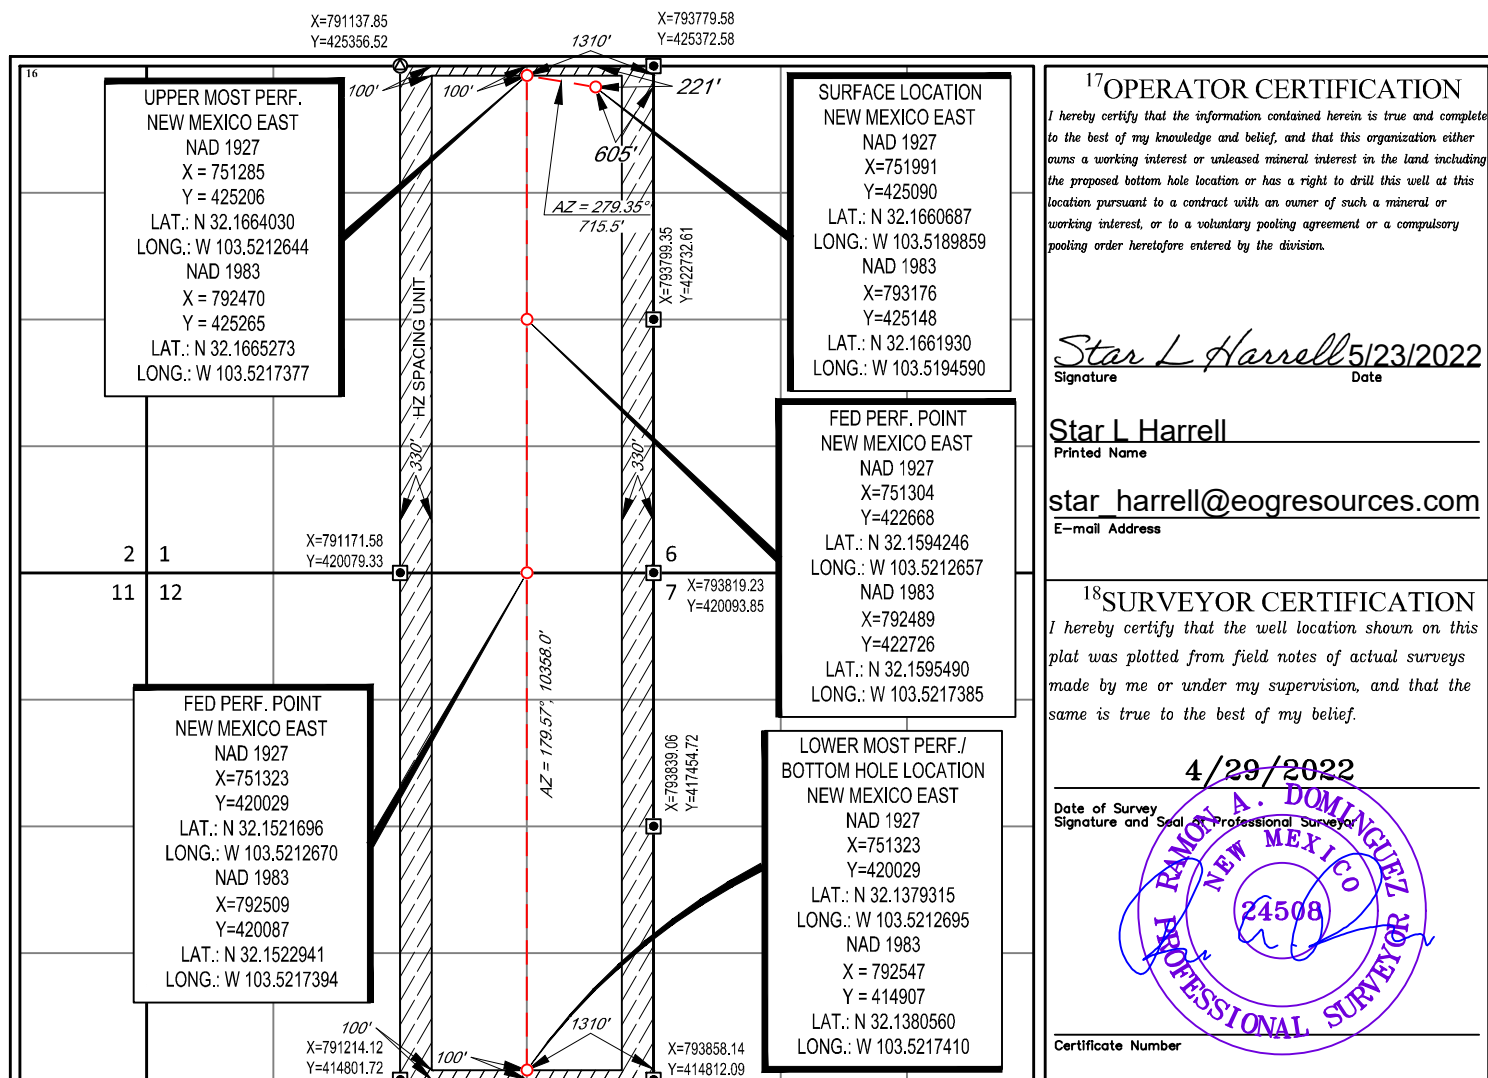 X=791137.85
Y=425356.52
X=793779.58
Y=425372.58
1310'
16
100'
100'
221'
605'
AZ = 279.35°
715.5'
UPPER MOST PERF.
NEW MEXICO EAST
NAD 1927
X = 751285
Y = 425206
LAT.: N 32.1664030
LONG.: W 103.5212644
NAD 1983
X = 792470
Y = 425265
LAT.: N 32.1665273
LONG.: W 103.5217377
SURFACE LOCATION
NEW MEXICO EAST
NAD 1927
X=751991
Y=425090
LAT.: N 32.1660687
LONG.: W 103.5189859
NAD 1983
X=793176
Y=425148
LAT.: N 32.1661930
LONG.: W 103.5194590
X=793799.35
Y=422732.61
HZ SPACING UNIT
330'
330'
FED PERF. POINT
NEW MEXICO EAST
NAD 1927
X=751304
Y=422668
LAT.: N 32.1594246
LONG.: W 103.5212657
NAD 1983
X=792489
Y=422726
LAT.: N 32.1595490
LONG.: W 103.5217385
2 1
11 12
X=791171.58
Y=420079.33
6
7
X=793819.23
Y=420093.85
AZ = 179.57°, 10358.0'
FED PERF. POINT
NEW MEXICO EAST
NAD 1927
X=751323
Y=420029
LAT.: N 32.1521696
LONG.: W 103.5212670
NAD 1983
X=792509
Y=420087
LAT.: N 32.1522941
LONG.: W 103.5217394
X=793839.06
Y=417454.72
LOWER MOST PERF./
BOTTOM HOLE LOCATION
NEW MEXICO EAST
NAD 1927
X=751323
Y=420029
LAT.: N 32.1379315
LONG.: W 103.5212695
NAD 1983
X = 792547
Y = 414907
LAT.: N 32.1380560
LONG.: W 103.5217410
100'
100'
1310'
X=791214.12
Y=414801.72
X=793858.14
Y=414812.09
17OPERATOR CERTIFICATION
I hereby certify that the information contained herein is true and complete
to the best of my knowledge and belief, and that this organization either
owns a working interest or unleased mineral interest in the land including
the proposed bottom hole location or has a right to drill this well at this
location pursuant to a contract with an owner of such a mineral or
working interest, or to a voluntary pooling agreement or a compulsory
pooling order heretofore entered by the division.
Star L Harrell 5/23/2022
Signature Date
Star L Harrell
Printed Name
star_harrell@eogresources.com
E-mail Address
18SURVEYOR CERTIFICATION
I hereby certify that the well location shown on this
plat was plotted from field notes of actual surveys
made by me or under my supervision, and that the
same is true to the best of my belief.
4/29/2022
Date of Survey
Signature and Seal of Professional Surveyor
RAMON A. DOMINGUEZ
NEW MEXICO
24508
PROFESSIONAL SURVEYOR
Certificate Number